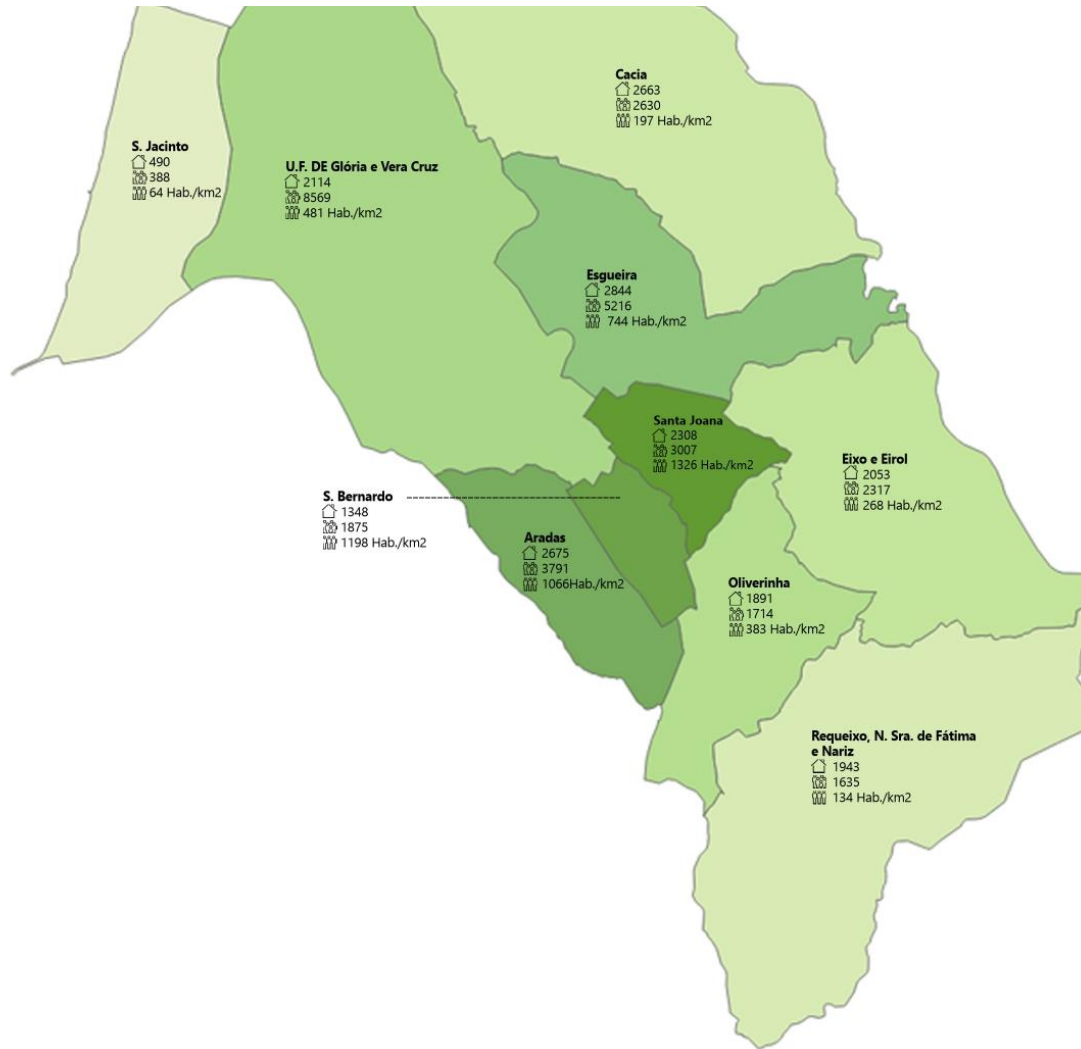 Cacia
2663
2630
197 Hab./km2
S. Jacinto
490
388
64 Hab./km2
U.F. DE Glória e Vera Cruz
2114
8569
481 Hab./km2
Esgueira
2844
5216
744 Hab./km2
Santa Joana
2308
3007
1326 Hab./km2
Eixo e Eirol
2053
2317
268 Hab./km2
S. Bernardo
1348
1875
1198 Hab./km2
Aradas
2675
3791
1066Hab./km2
Oliverinha
1891
1714
383 Hab./km2
Requeixo, N. Sra. de Fátima
e Nariz
1943
1635
134 Hab./km2